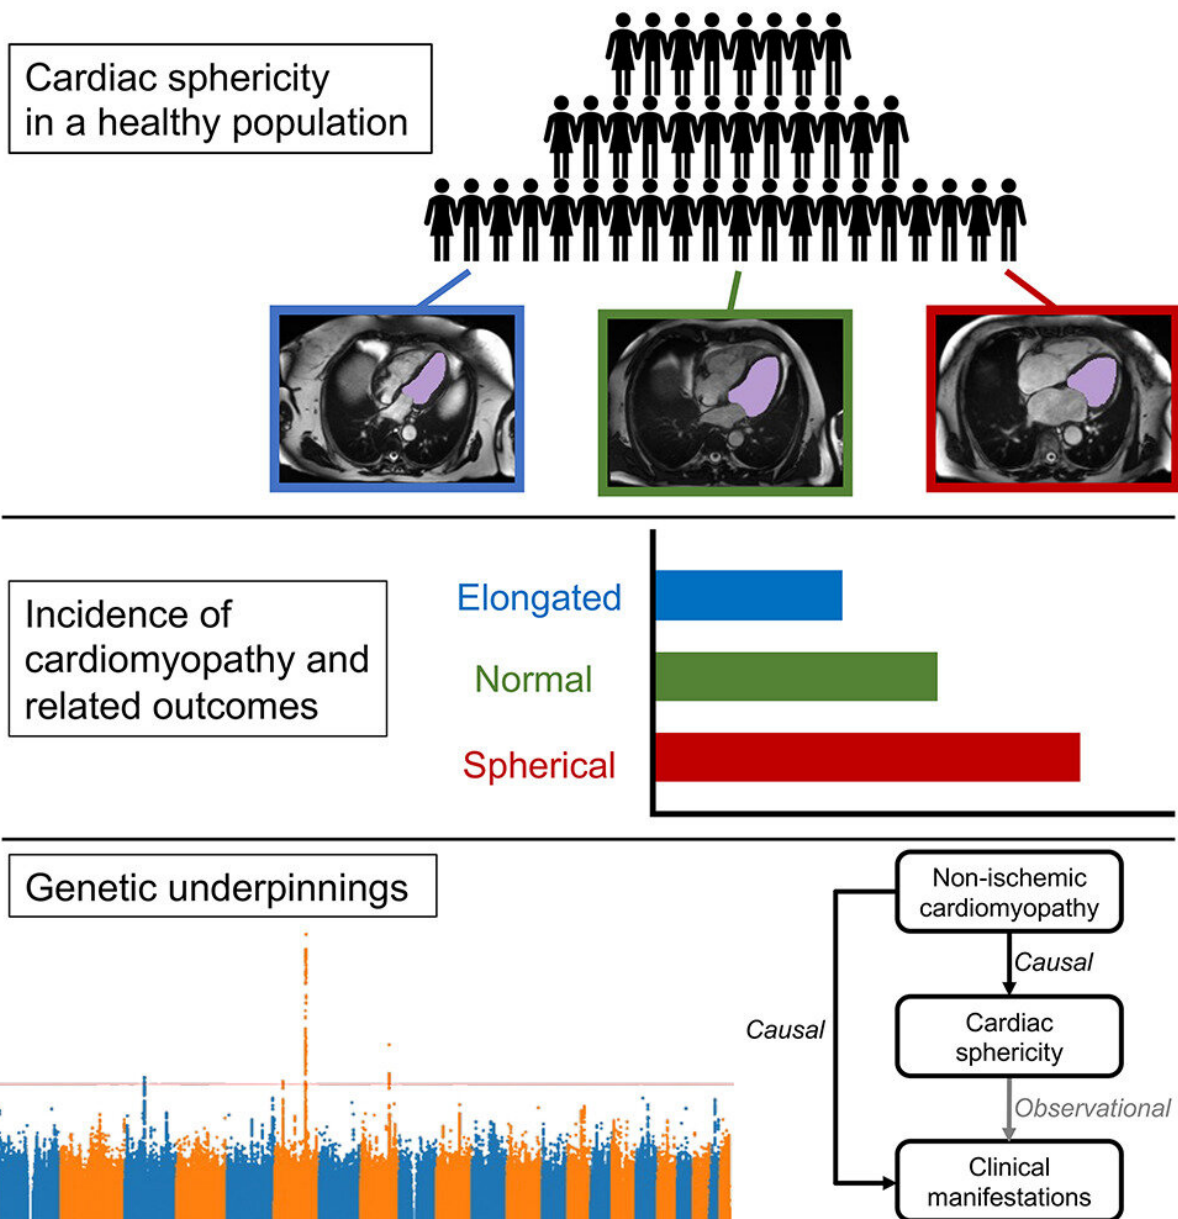 Cardiac sphericity
in a healthy population
Incidence of
cardiomyopathy and
related outcomes
Elongated
Normal
Spherical
Genetic underpinnings
Non-ischemic
cardiomyopathy
Causal
Causal
Cardiac
sphericity
Observational
Clinical
manifestations